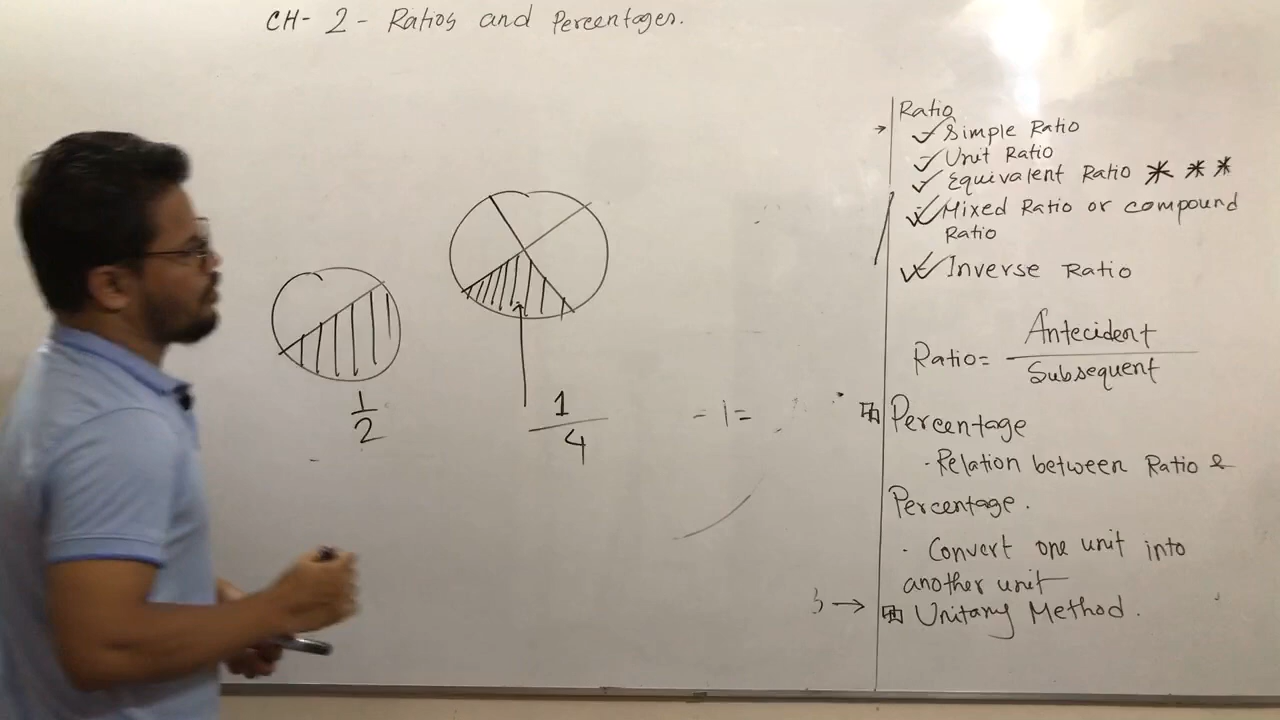 CH- 2 - Ratios and Percentages.
Ratio
Simple Ratio
Unit Ratio
Equivalent Ratio * * *
Mixed Ratio or compound
Ratio
Inverse Ratio
Ratio= Antecident
Subsequent
1
2
1
4
- 1 =
Percentage
· Relation between Ratio &
Percentage.
· Convert one unit into
another unit
3 →
Unitary Method.